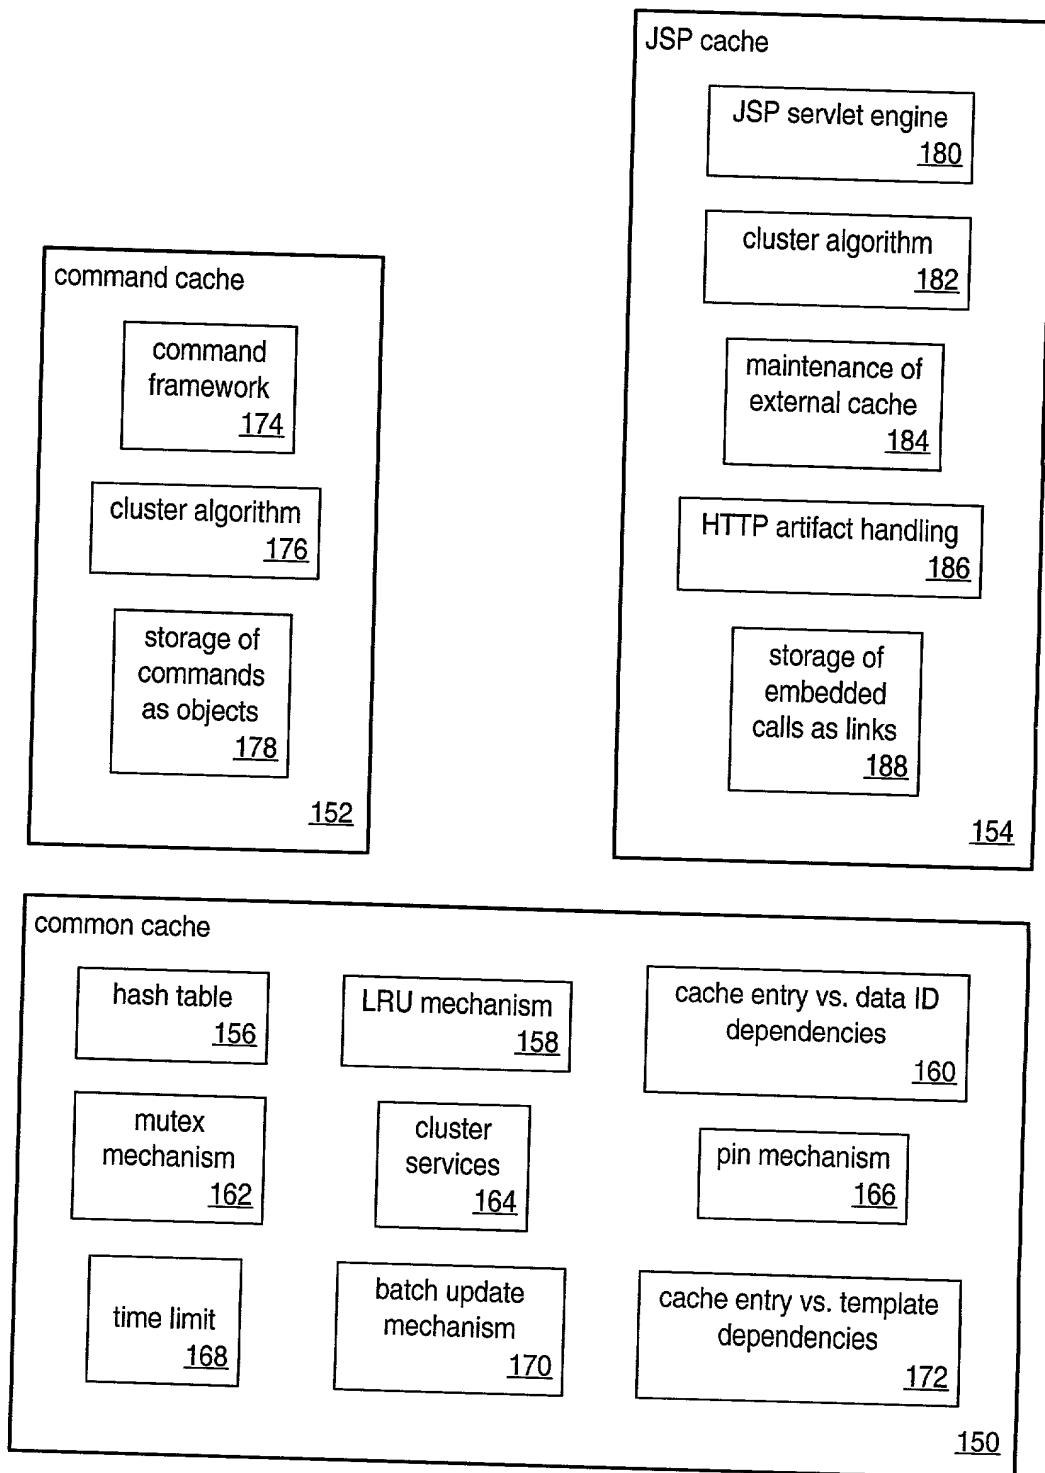 JSP cache
JSP servlet engine
180
cluster algorithm
182
maintenance of
external cache
184
HTTP artifact handling
186
storage of
embedded
calls as links
188
154
command cache
command
framework
174
cluster algorithm
176
storage of
commands
as objects
178
152
common cache
hash table
156
LRU mechanism
158
cache entry vs. data ID
dependencies
160
mutex
mechanism
162
cluster
services
164
pin mechanism
166
time limit
168
batch update
mechanism
170
cache entry vs. template
dependencies
172
150